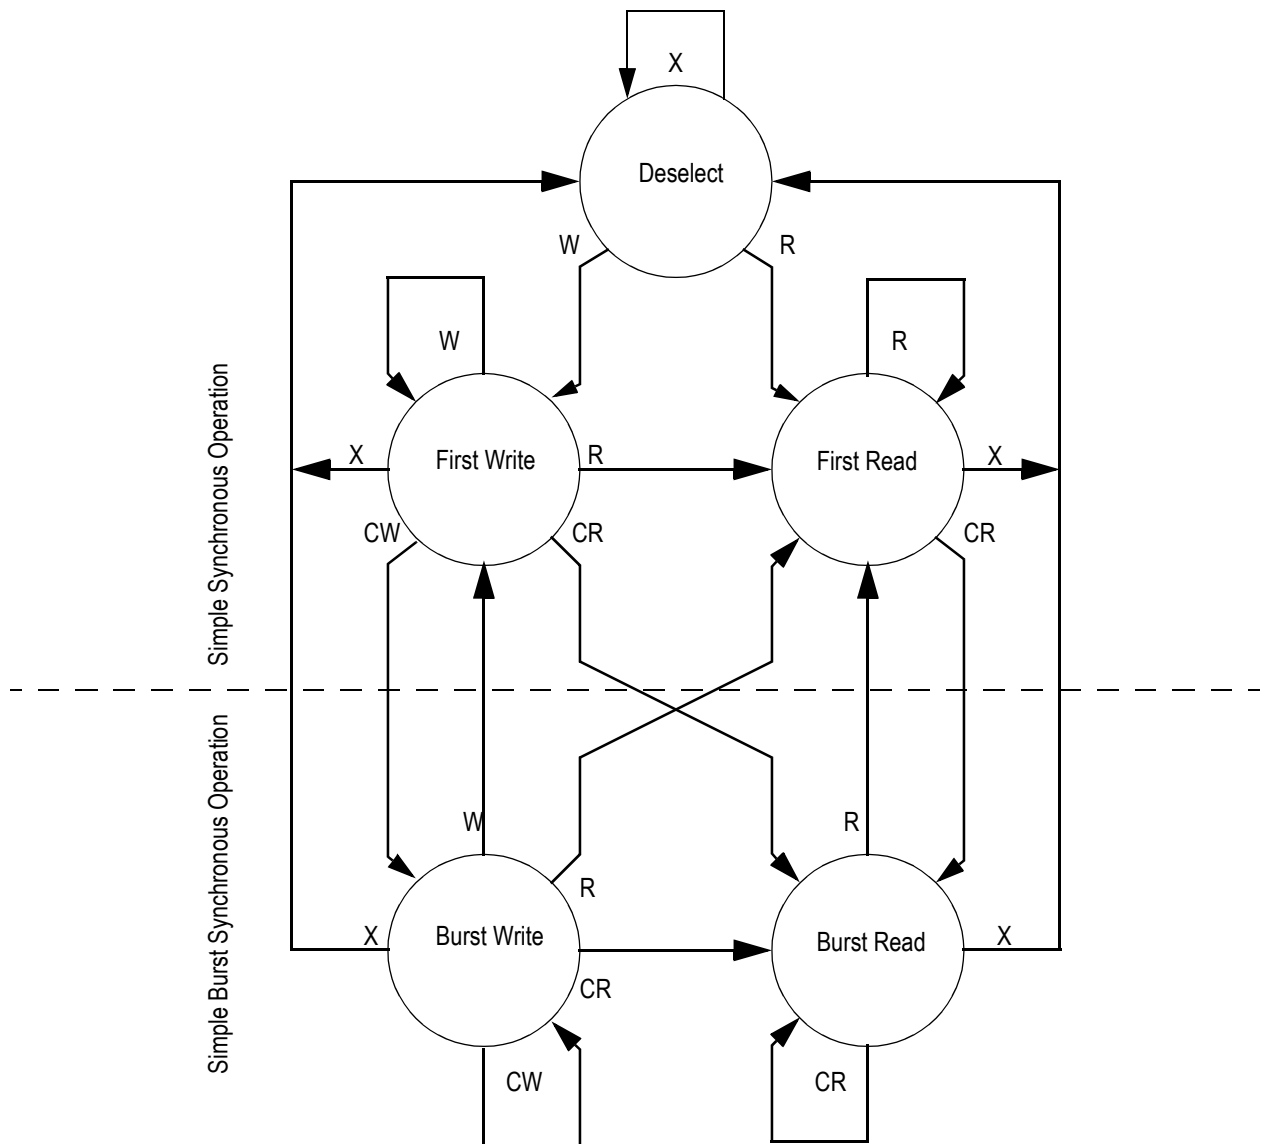 X
Deselect
W
R
W
R
Simple Synchronous Operation
X
First Write
R
First Read
X
CW
CR
CR
Simple Burst Synchronous Operation
W
R
R
X
Burst Write
Burst Read
X
CR
CW
CR